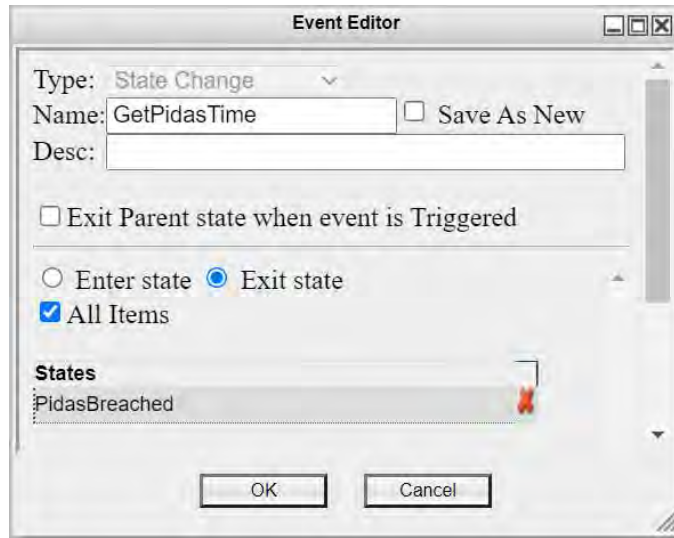 Event Editor
Type: State Change
Name: GetPidasTime Save As New
Desc:
Exit Parent state when event is Triggered
Enter state Exit state
All Items
States
PidasBreached
OK Cancel